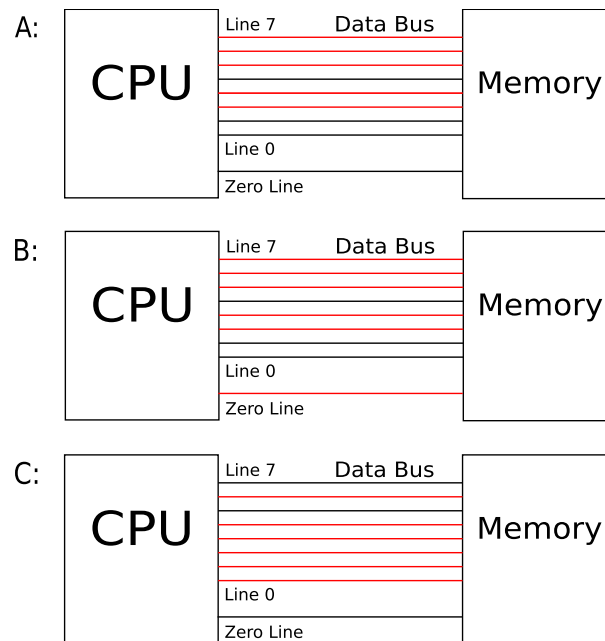 A:
Line 7 Data Bus
CPU
Memory
Line 0
Zero Line
B:
Line 7 Data Bus
CPU
Memory
Line 0
Zero Line
C:
Line 7 Data Bus
CPU
Memory
Line 0
Zero Line